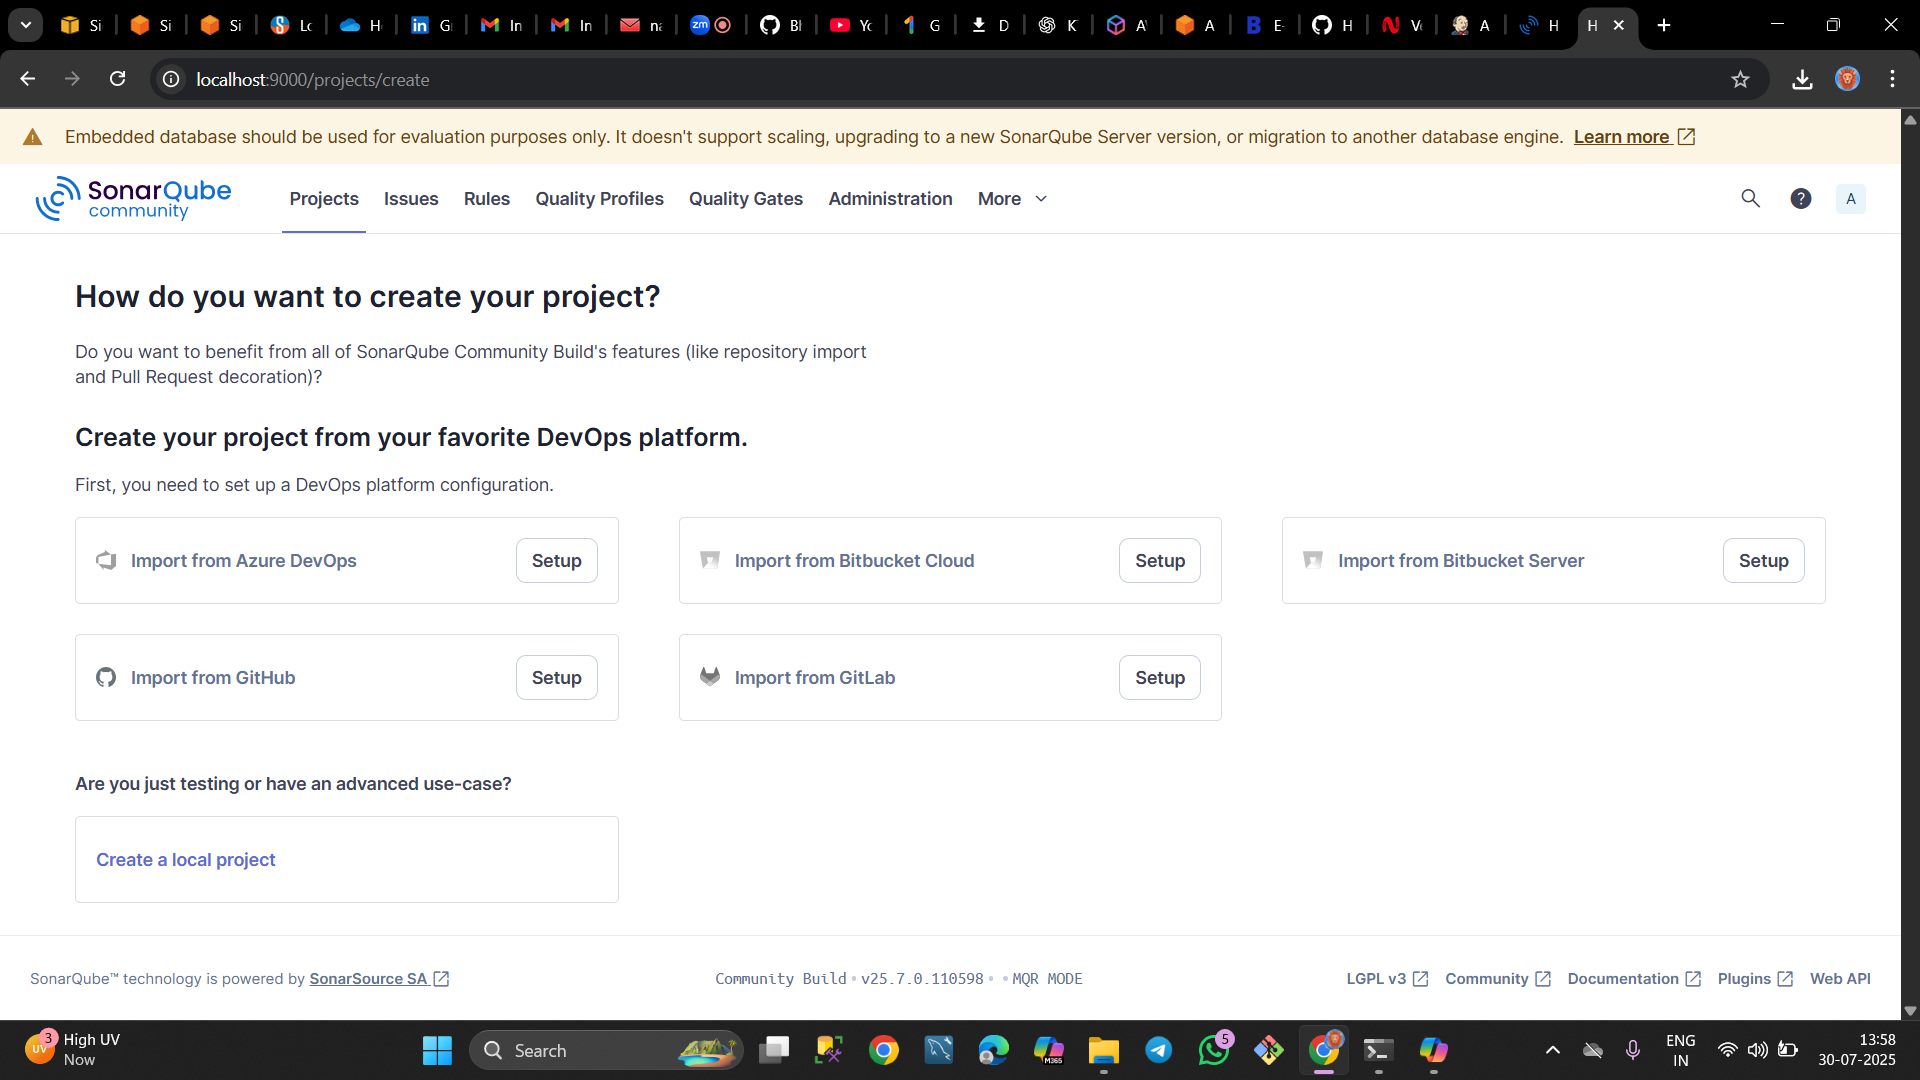 Si
Si
Si
Lc
H
in
Gi
In
In
na
zm
Bl
Yc
G
D
K
A
A
B
E-
H
V
A
H
H
localhost:9000/projects/create
Embedded database should be used for evaluation purposes only. It doesn't support scaling, upgrading to a new SonarQube Server version, or migration to another database engine. Learn more
SonarQube
community
Projects
Issues
Rules
Quality Profiles
Quality Gates
Administration
More
?
A
How do you want to create your project?
Do you want to benefit from all of SonarQube Community Build's features (like repository import
and Pull Request decoration)?
Create your project from your favorite DevOps platform.
First, you need to set up a DevOps platform configuration.
Import from Azure DevOps
Setup
Import from Bitbucket Cloud
Setup
Import from Bitbucket Server
Setup
Import from GitHub
Setup
Import from GitLab
Setup
Are you just testing or have an advanced use-case?
Create a local project
SonarQube™ technology is powered by SonarSource SA
Community Build • v25.7.0.110598 • • MQR MODE
LGPL v3
Community
Documentation
Plugins
Web API
3
UV
High UV
Now
Search
M365
5
ENG
IN
13:58
30-07-2025